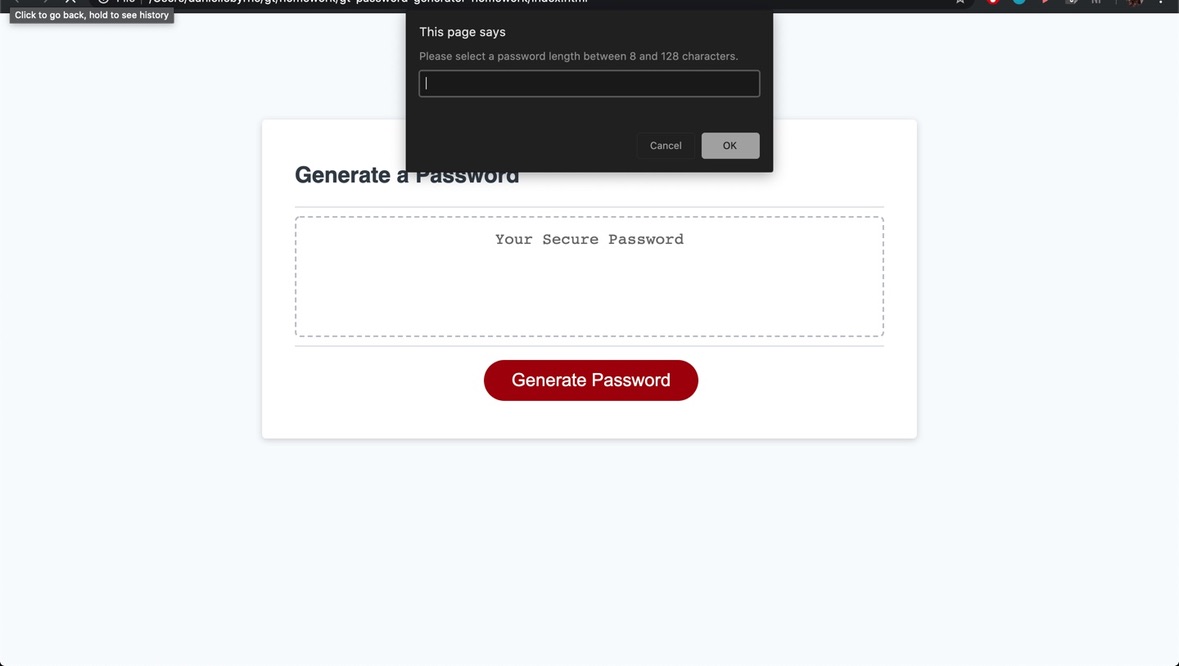 Click to go back, hold to see history
This page says
Please select a password length between 8 and 128 characters.
Cancel
OK
Generate a Password
Your Secure Password
Generate Password